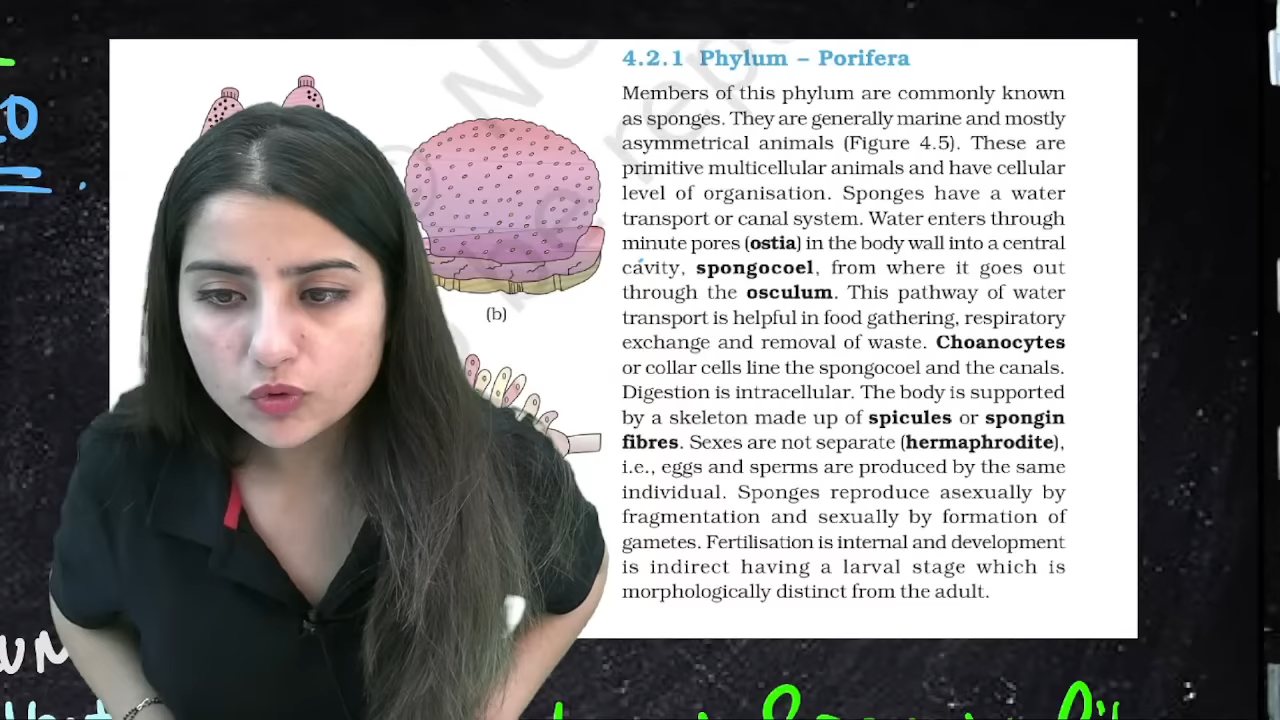 4.2.1 Phylum – Porifera
Members of this phylum are commonly known
as sponges. They are generally marine and mostly
asymmetrical animals (Figure 4.5). These are
primitive multicellular animals and have cellular
level of organisation. Sponges have a water
transport or canal system. Water enters through
minute pores (ostia) in the body wall into a central
cavity, spongocoel, from where it goes out
through the osculum. This pathway of water
transport is helpful in food gathering, respiratory
exchange and removal of waste. Choanocytes
or collar cells line the spongocoel and the canals.
Digestion is intracellular. The body is supported
by a skeleton made up of spicules or spongin
fibres. Sexes are not separate (hermaphrodite),
i.e., eggs and sperms are produced by the same
individual. Sponges reproduce asexually by
fragmentation and sexually by formation of
gametes. Fertilisation is internal and development
is indirect having a larval stage which is
morphologically distinct from the adult.
(b)